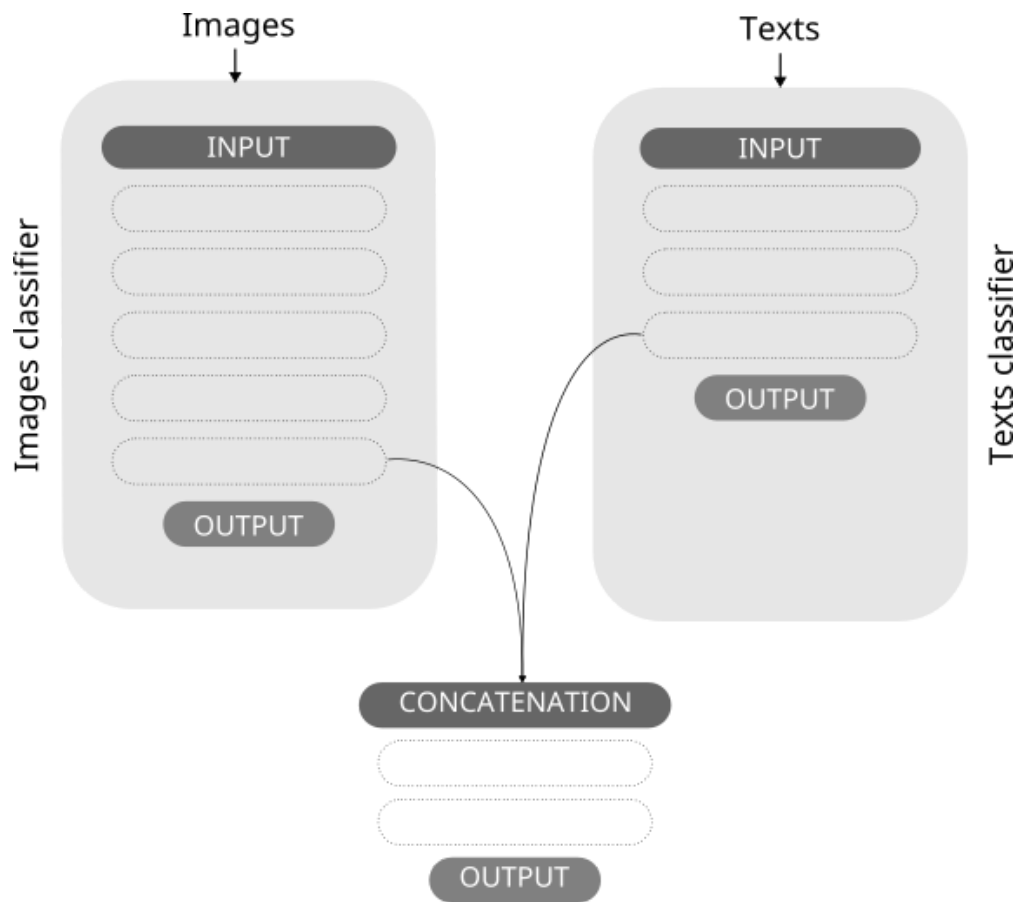 Images
Texts
Images classifier
INPUT
OUTPUT
INPUT
OUTPUT
Texts classifier
CONCATENATION
OUTPUT